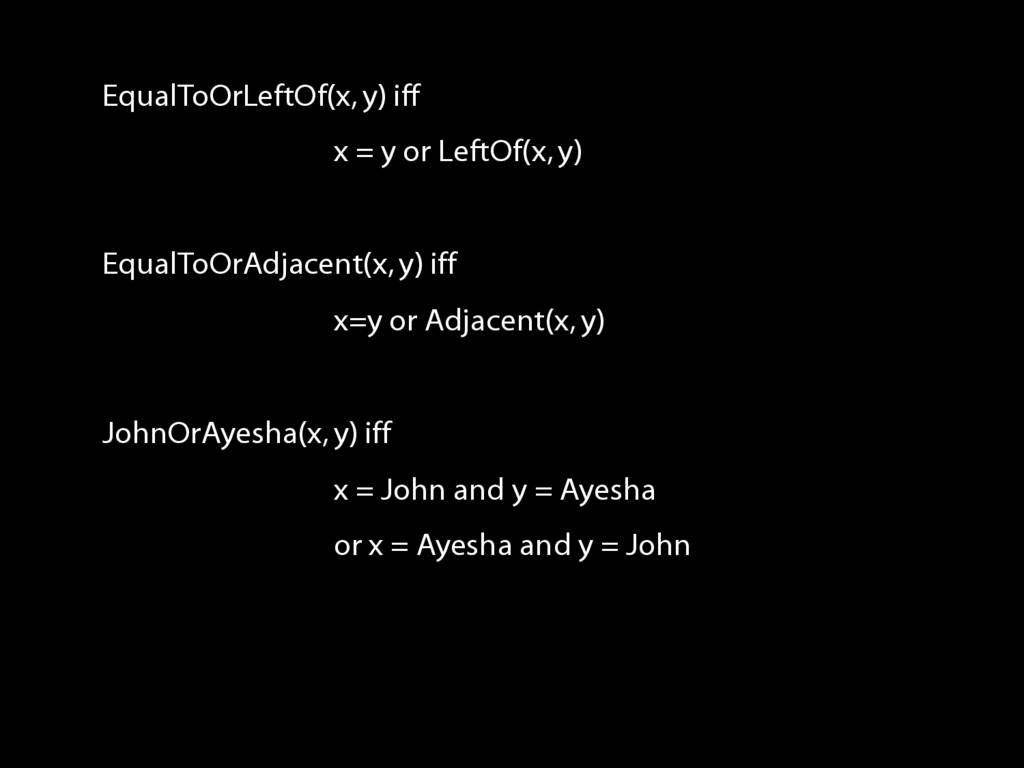 EqualToOrLeftOf(x, y) iff
x = y or LeftOf(x, y)
EqualToOrAdjacent(x, y) iff
x=y or Adjacent(x, y)
JohnOrAyesha(x, y) iff
x = John and y = Ayesha
or x = Ayesha and y = John